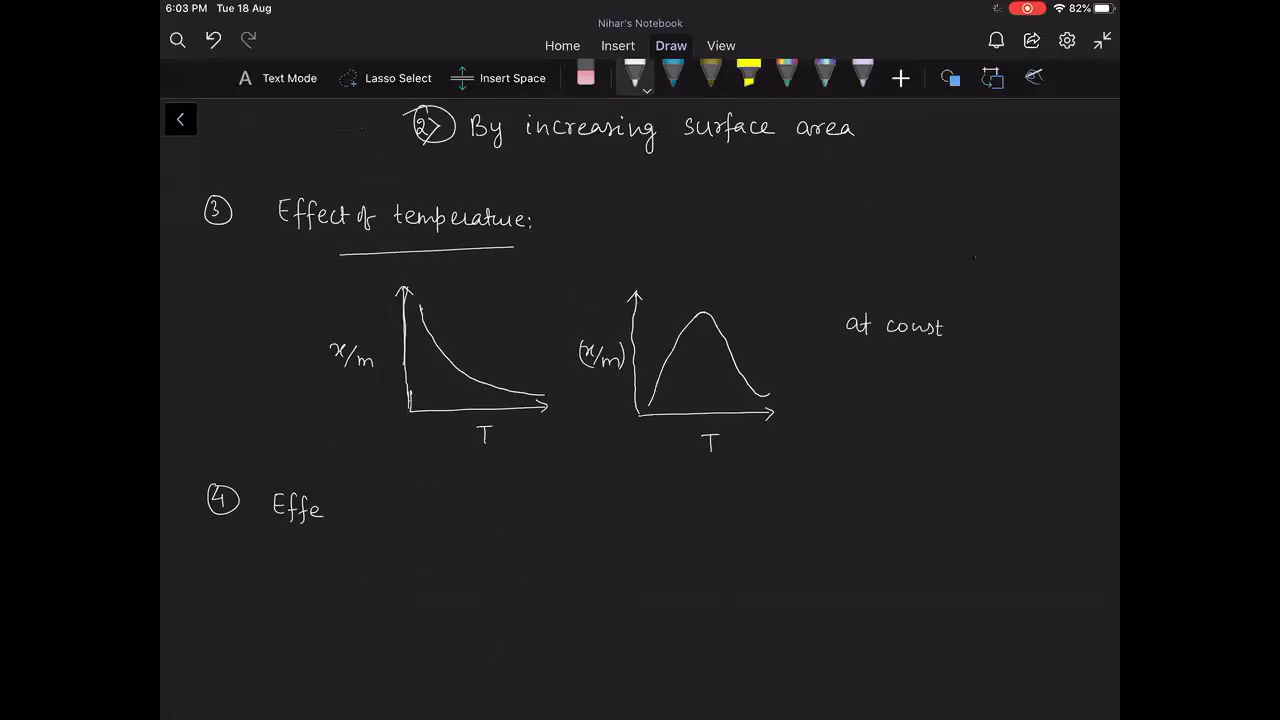 6:03 PM Tue 18 Aug
82%
Nihar's Notebook
Home Insert Draw View
A Text Mode Lasso Select Insert Space
2 By increasing surface area
3 Effect of temperature:
x/m
T
(x/m)
T
at const
4 Effe